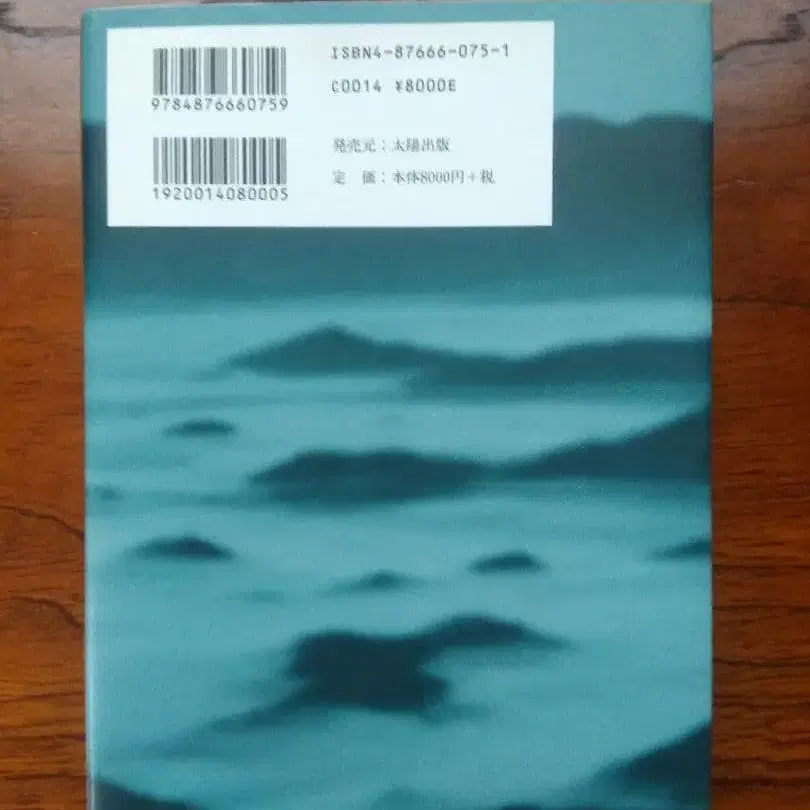 ISBN4-87666-075-1
C0014 ¥8000E
9784876660759
発売元：太陽出版
定　価：本体8000円＋税
1920014080005